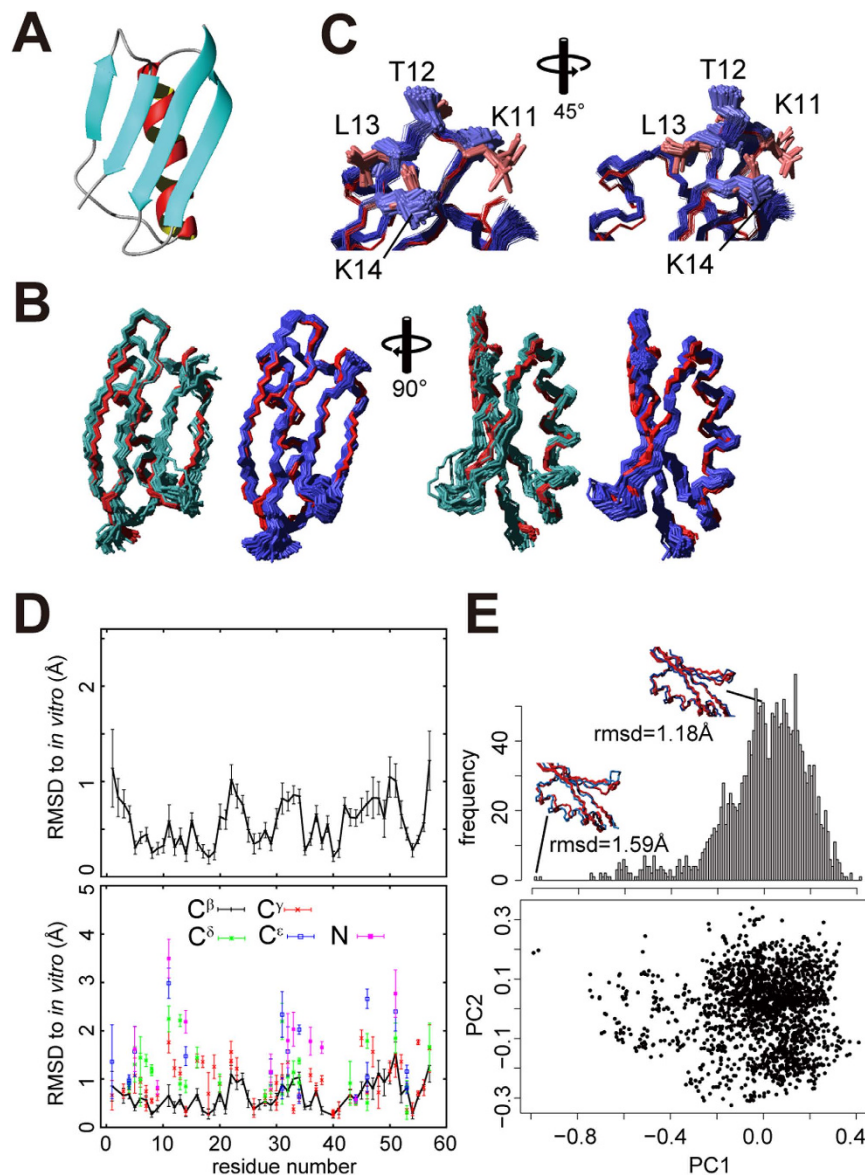 A
C
T12
K11
L13
K14
45°
T12
K11
L13
K14
B
90°
D
RMSD to in vitro (Å)
2
1
0
RMSD to in vitro (Å)
5
4
3
2
1
0
Cβ Cγ
Cδ Cε N
0 10 20 30 40 50 60
residue number
E
frequency
40
20
0
rmsd=1.18Å
rmsd=1.59Å
PC2
0.3
0.1
-0.1
-0.3
-0.8 -0.4 0.0 0.4
PC1